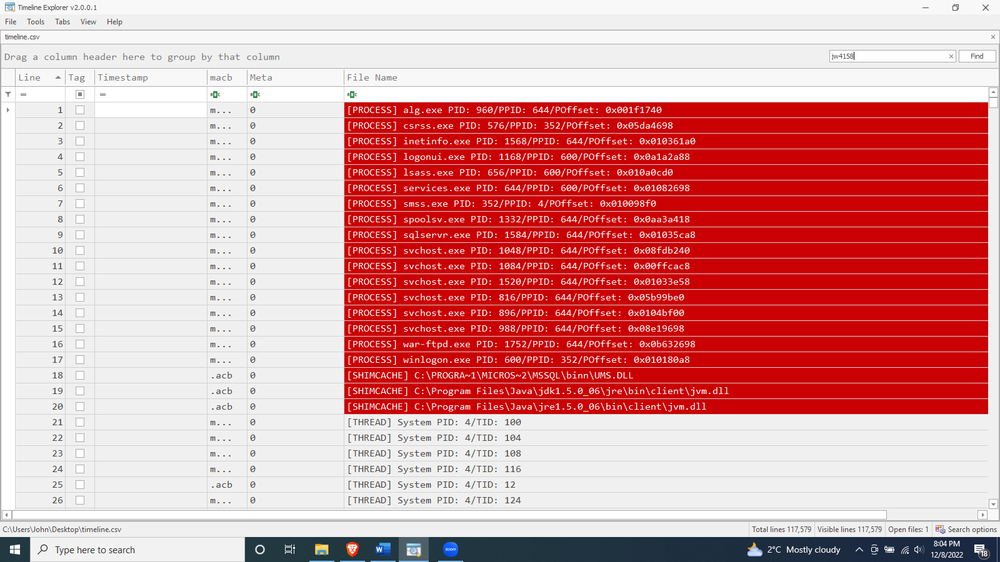 Timeline Explorer v2.0.0.1
File Tools Tabs View Help
timeline.csv
Drag a column header here to group by that column
jw4158
Find
Line Tag Timestamp macb Meta File Name
= = ABC ABC ABC
1 m... 0 [PROCESS] alg.exe PID: 960/PPID: 644/POffset: 0x001f1740
2 m... 0 [PROCESS] csrss.exe PID: 576/PPID: 352/POffset: 0x05da4698
3 m... 0 [PROCESS] inetinfo.exe PID: 1568/PPID: 644/POffset: 0x010361a0
4 m... 0 [PROCESS] logonui.exe PID: 1168/PPID: 600/POffset: 0x0a1a2a88
5 m... 0 [PROCESS] lsass.exe PID: 656/PPID: 600/POffset: 0x010a0cd0
6 m... 0 [PROCESS] services.exe PID: 644/PPID: 600/POffset: 0x01082698
7 m... 0 [PROCESS] smss.exe PID: 352/PPID: 4/POffset: 0x010098f0
8 m... 0 [PROCESS] spoolsv.exe PID: 1332/PPID: 644/POffset: 0x0aa3a418
9 m... 0 [PROCESS] sqlservr.exe PID: 1584/PPID: 644/POffset: 0x01035ca8
10 m... 0 [PROCESS] svchost.exe PID: 1048/PPID: 644/POffset: 0x08fdb240
11 m... 0 [PROCESS] svchost.exe PID: 1084/PPID: 644/POffset: 0x00ffcac8
12 m... 0 [PROCESS] svchost.exe PID: 1520/PPID: 644/POffset: 0x01033e58
13 m... 0 [PROCESS] svchost.exe PID: 816/PPID: 644/POffset: 0x05b99be0
14 m... 0 [PROCESS] svchost.exe PID: 896/PPID: 644/POffset: 0x0104bf00
15 m... 0 [PROCESS] svchost.exe PID: 988/PPID: 644/POffset: 0x08e19698
16 m... 0 [PROCESS] war-ftpd.exe PID: 1752/PPID: 644/POffset: 0x0b632698
17 m... 0 [PROCESS] winlogon.exe PID: 600/PPID: 352/POffset: 0x010180a8
18 .acb 0 [SHIMCACHE] C:\PROGRA~1\MICROS~2\MSSQL\binn\UMS.DLL
19 .acb 0 [SHIMCACHE] C:\Program Files\Java\jdk1.5.0_06\jre\bin\client\jvm.dll
20 .acb 0 [SHIMCACHE] C:\Program Files\Java\jre1.5.0_06\bin\client\jvm.dll
21 m... 0 [THREAD] System PID: 4/TID: 100
22 m... 0 [THREAD] System PID: 4/TID: 104
23 m... 0 [THREAD] System PID: 4/TID: 108
24 m... 0 [THREAD] System PID: 4/TID: 116
25 .acb 0 [THREAD] System PID: 4/TID: 12
26 m... 0 [THREAD] System PID: 4/TID: 124
C:\Users\John\Desktop\timeline.csv
Total lines 117,579 Visible lines 117,579 Open files: 1 Search options
Type here to search
W
zoom
2°C Mostly cloudy
8:04 PM
12/8/2022
18